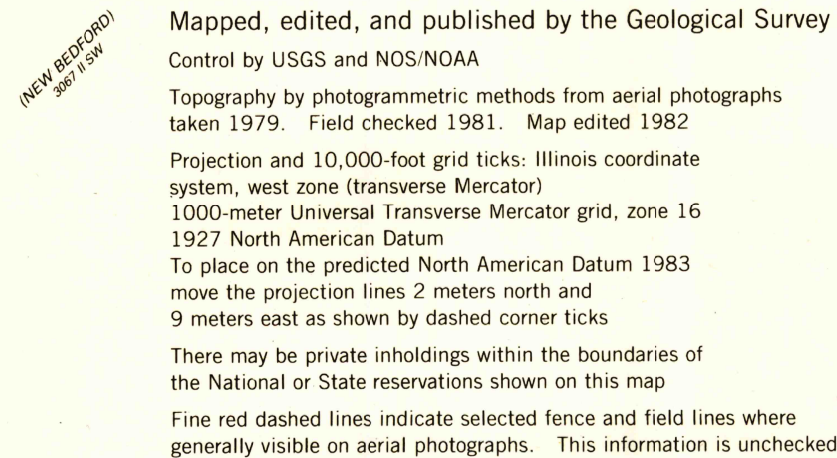 (NEW BEDFORD)
3067 II SW
Mapped, edited, and published by the Geological Survey
Control by USGS and NOS/NOAA
Topography by photogrammetric methods from aerial photographs
taken 1979. Field checked 1981. Map edited 1982
Projection and 10,000-foot grid ticks: Illinois coordinate
system, west zone (transverse Mercator)
1000-meter Universal Transverse Mercator grid, zone 16
1927 North American Datum
To place on the predicted North American Datum 1983
move the projection lines 2 meters north and
9 meters east as shown by dashed corner ticks
There may be private inholdings within the boundaries of
the National or State reservations shown on this map
Fine red dashed lines indicate selected fence and field lines where
generally visible on aerial photographs. This information is unchecked